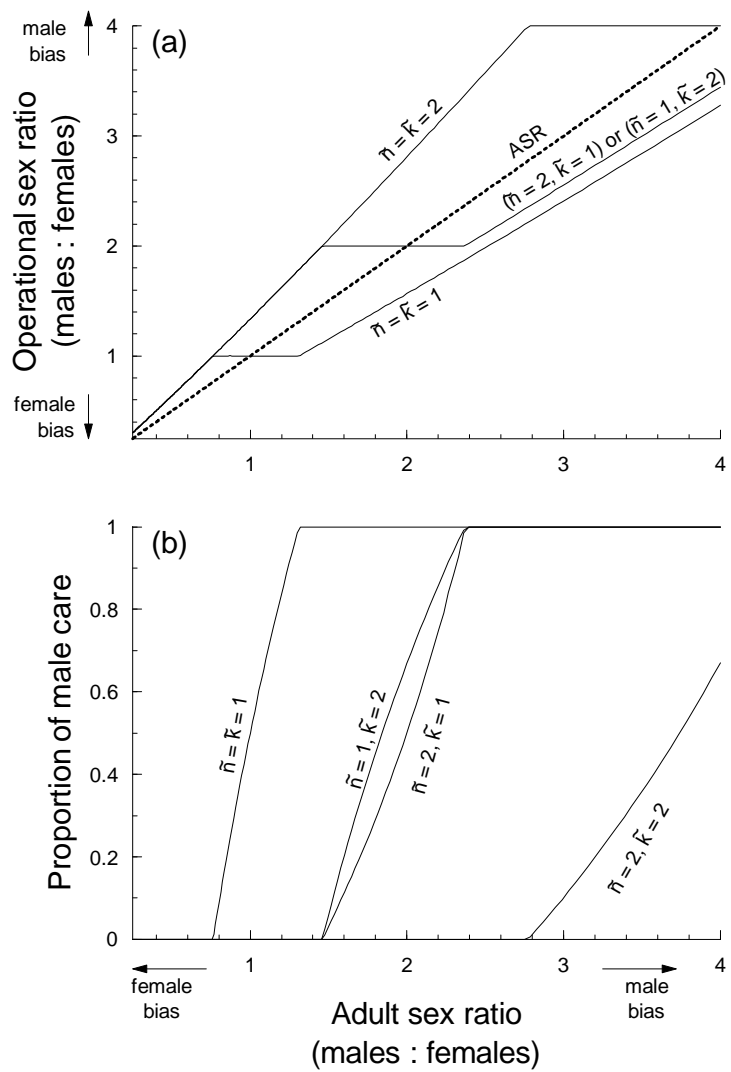 male
bias
(a)
Operational sex ratio
(males : females)
4
3
2
1
female
bias
ñ = k̃ = 2
ASR
(ñ = 2, k̃ = 1) or (ñ = 1, k̃ = 2)
ñ = k̃ = 1
1
2
3
4
(b)
Proportion of male care
1
0.8
0.6
0.4
0.2
0
ñ = k̃ = 1
ñ = 1, k̃ = 2
ñ = 2, k̃ = 1
ñ = 2, k̃ = 2
1
2
3
4
female
bias
male
bias
Adult sex ratio
(males : females)